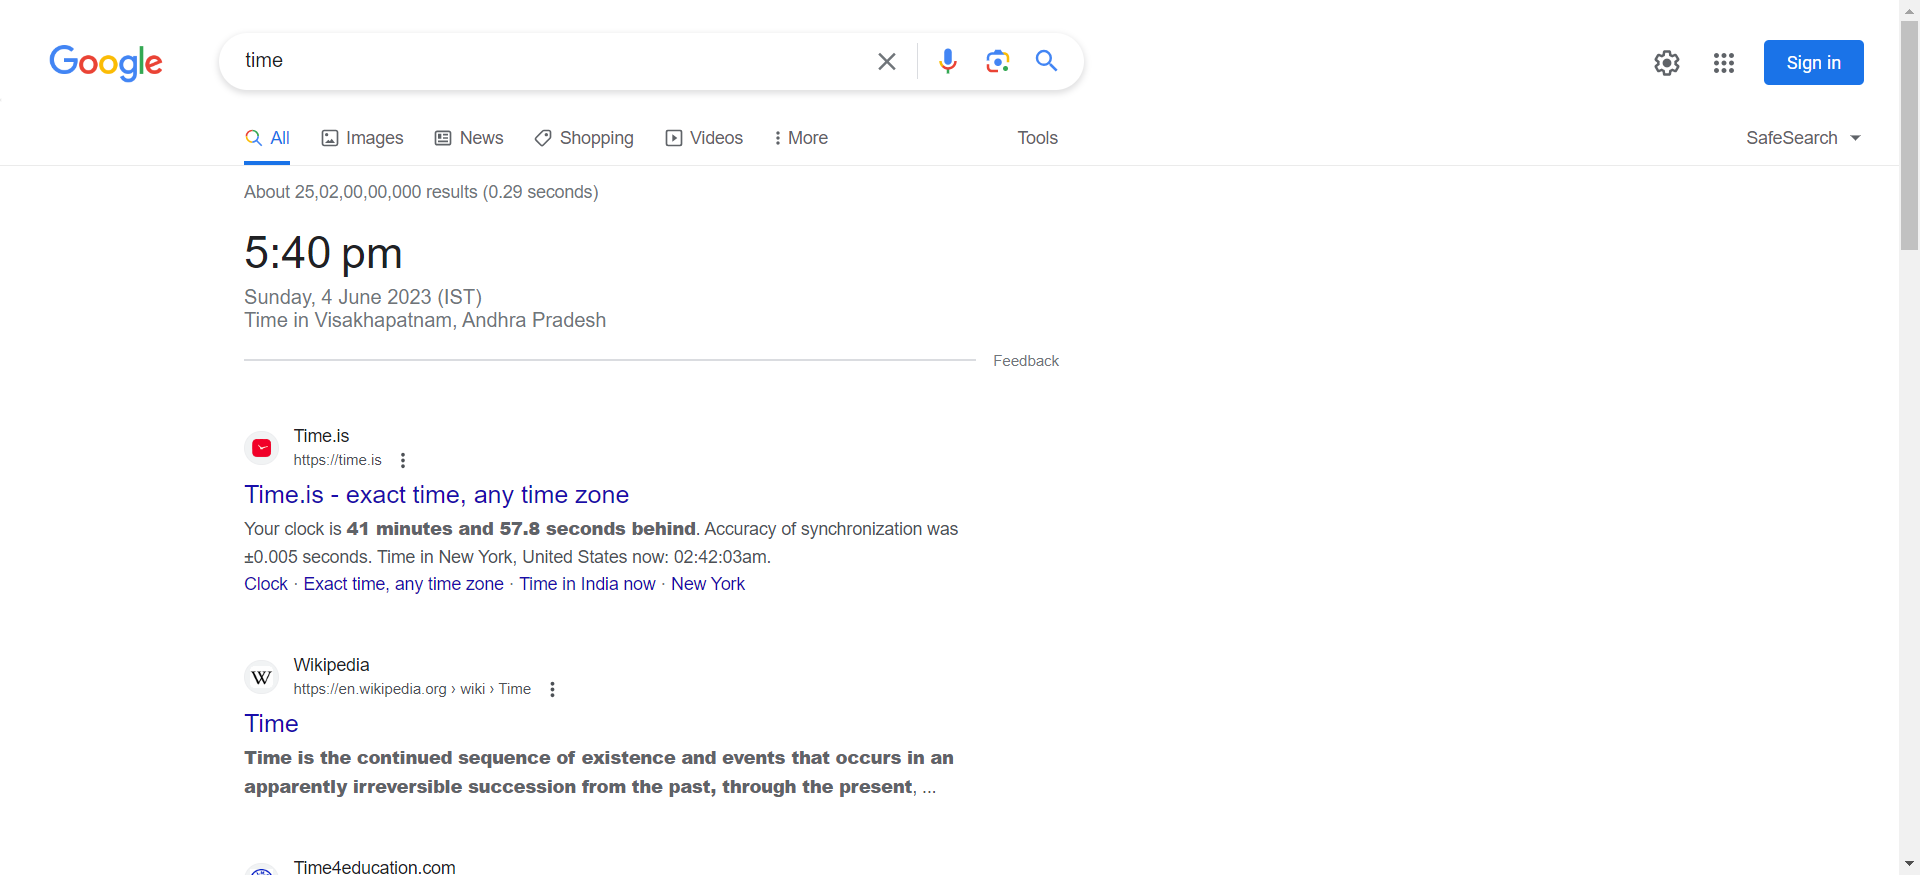 Google
time
Sign in
All
Images
News
Shopping
Videos
More
Tools
SafeSearch
About 25,02,00,00,000 results (0.29 seconds)
5:40 pm
Sunday, 4 June 2023 (IST)
Time in Visakhapatnam, Andhra Pradesh
Feedback
Time.is
https://time.is
Time.is - exact time, any time zone
Your clock is 41 minutes and 57.8 seconds behind. Accuracy of synchronization was
±0.005 seconds. Time in New York, United States now: 02:42:03am.
Clock · Exact time, any time zone · Time in India now · New York
W
Wikipedia
https://en.wikipedia.org › wiki › Time
Time
Time is the continued sequence of existence and events that occurs in an
apparently irreversible succession from the past, through the present, ...
Time4education.com